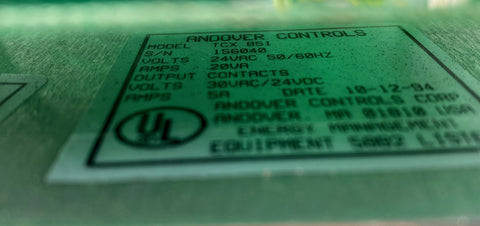 ANDOVER CONTROLS
MODEL TCX 851
S/N 156040
VOLTS 24VAC 50/60HZ
AMPS 20VA
OUTPUT CONTACTS
VOLTS 30VAC/24VDC
AMPS 5A DATE 10-12-94
ANDOVER CONTROLS CORP
ANDOVER, MA 01810 USA
UL
ENERGY MANAGEMENT
EQUIPMENT